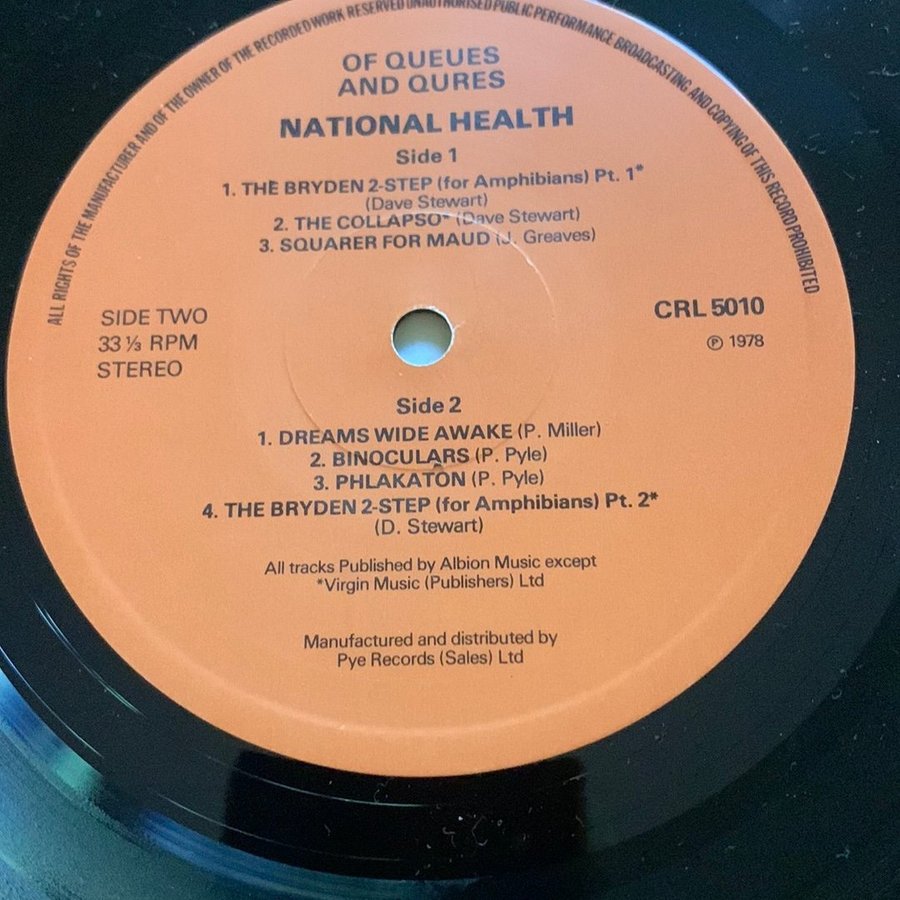 ALL RIGHTS OF THE MANUFACTURER AND OF THE OWNER OF THE RECORDED WORK RESERVED UNAUTHORISED PUBLIC PERFORMANCE BROADCASTING AND COPYING OF THIS RECORD PROHIBITED
OF QUEUES
AND QURES
NATIONAL HEALTH
Side 1
1. THE BRYDEN 2-STEP (for Amphibians) Pt. 1*
(Dave Stewart)
2. THE COLLAPSO* (Dave Stewart)
3. SQUARER FOR MAUD (J. Greaves)
SIDE TWO
33 ⅓ RPM
STEREO
CRL 5010
℗ 1978
Side 2
1. DREAMS WIDE AWAKE (P. Miller)
2. BINOCULARS (P. Pyle)
3. PHLAKATON (P. Pyle)
4. THE BRYDEN 2-STEP (for Amphibians) Pt. 2*
(D. Stewart)
All tracks Published by Albion Music except
*Virgin Music (Publishers) Ltd
Manufactured and distributed by
Pye Records (Sales) Ltd